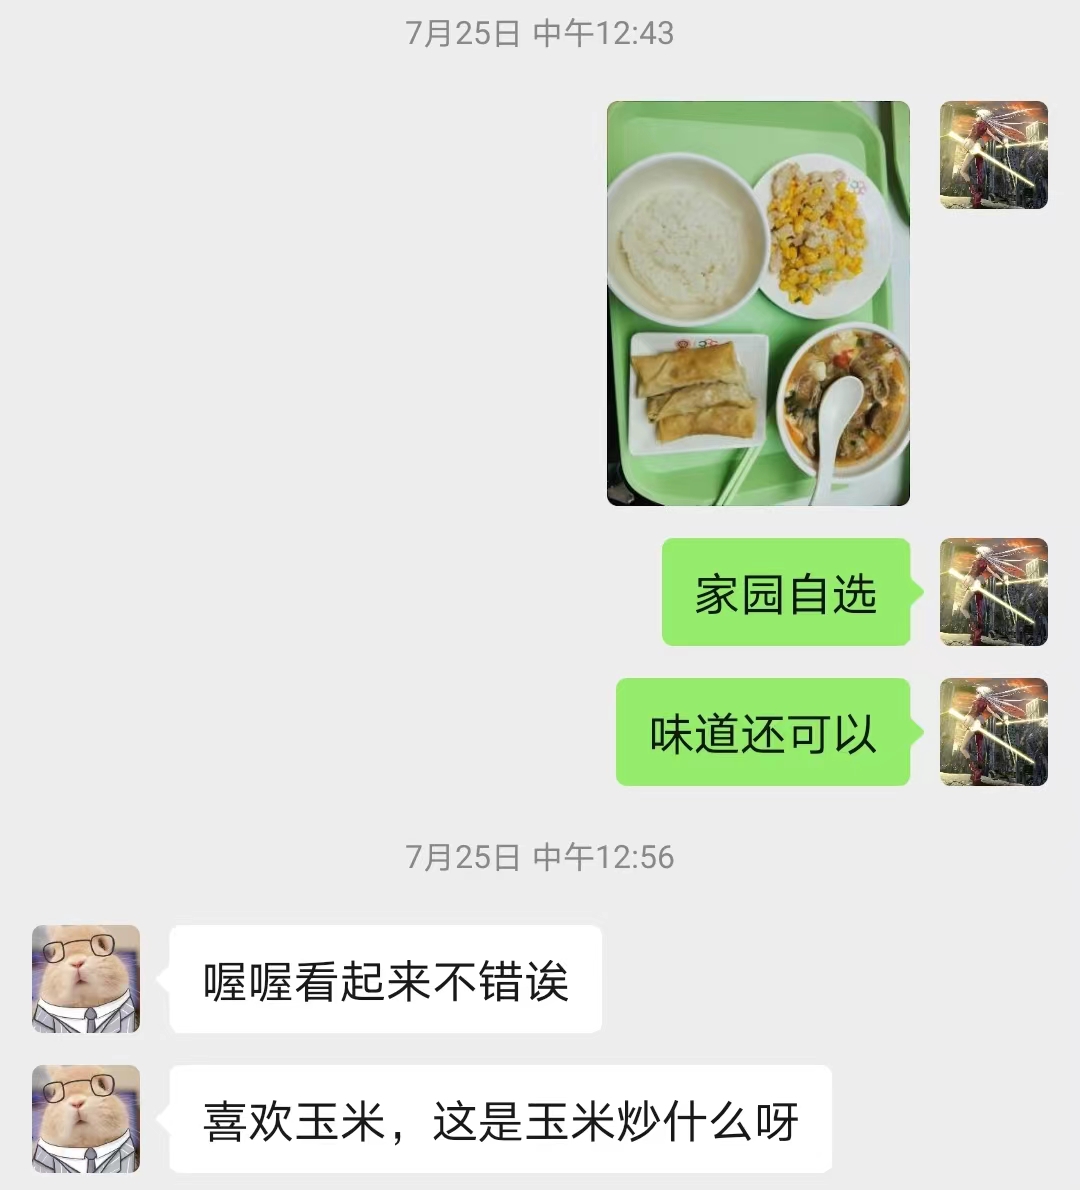 7月25日 中午12:43
家园自选
味道还可以
7月25日 中午12:56
喔喔看起来不错诶
喜欢玉米，这是玉米炒什么呀